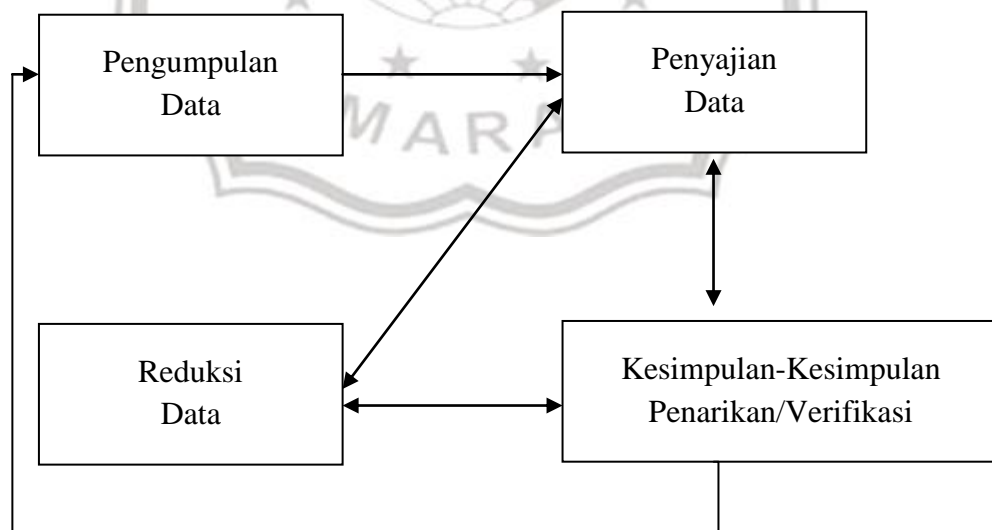 Pengumpulan
Data
Penyajian
Data
Reduksi
Data
Kesimpulan-Kesimpulan
Penarikan/Verifikasi